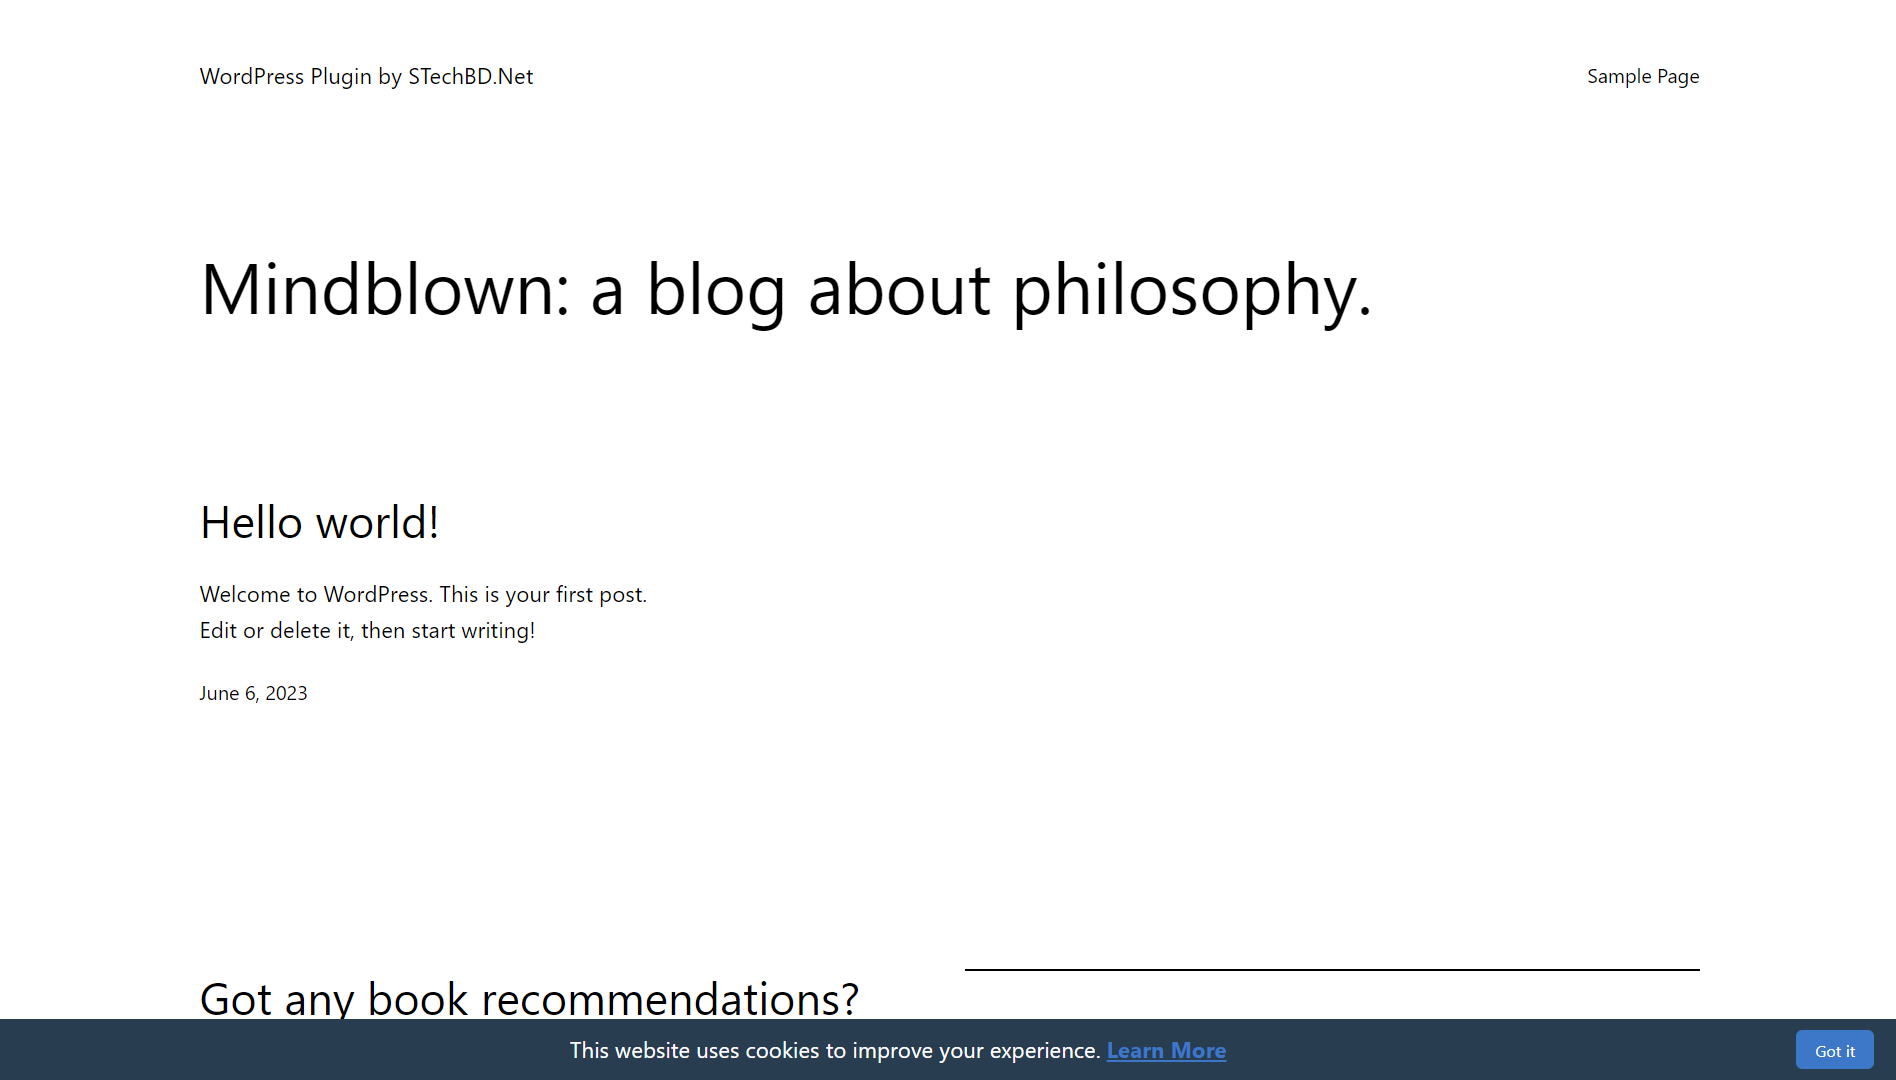 WordPress Plugin by STechBD.Net
Sample Page
Mindblown: a blog about philosophy.
Hello world!
Welcome to WordPress. This is your first post.
Edit or delete it, then start writing!
June 6, 2023
Got any book recommendations?
This website uses cookies to improve your experience. Learn More
Got it